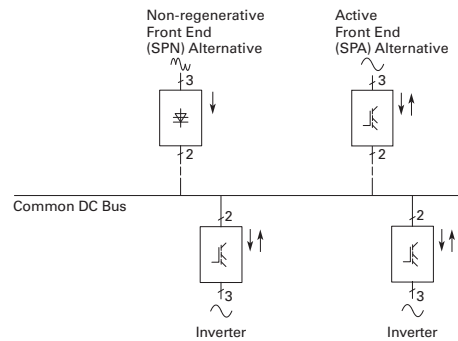 Non-regenerative
Front End
(SPN) Alternative
Active
Front End
(SPA) Alternative
3
3
2
2
Common DC Bus
2
2
3
3
Inverter
Inverter